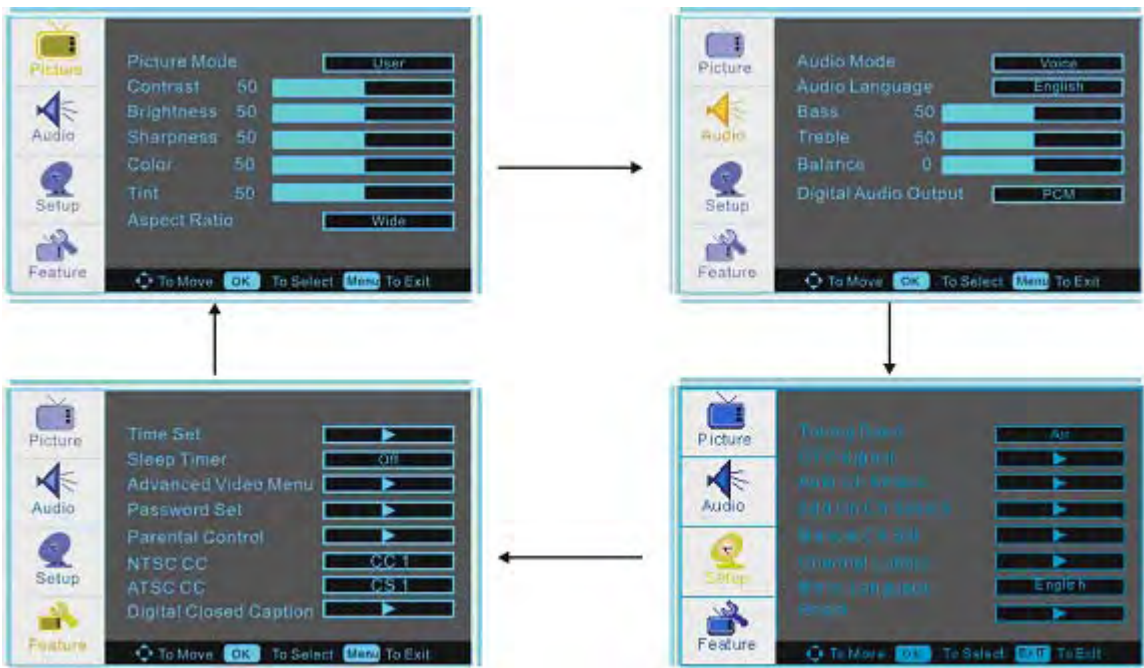 Picture
Audio
Setup
Feature
Picture Mode User
Contrast 50
Brightness 50
Sharpness 50
Color 50
Tint 50
Aspect Ratio Wide
To Move OK To Select Menu To Exit
Picture
Audio
Setup
Feature
Audio Mode Voice
Audio Language English
Bass 50
Treble 50
Balance 0
Digital Audio Output PCM
To Move OK To Select Menu To Exit
Picture
Audio
Setup
Feature
Time Set
Sleep Timer Off
Advanced Video Menu
Password Set
Parental Control
NTSC CC CC 1
ATSC CC CS 1
Digital Closed Caption
To Move OK To Select Menu To Exit
Picture
Audio
Setup
Feature
Air
English
To Move OK To Select EXIT To Exit